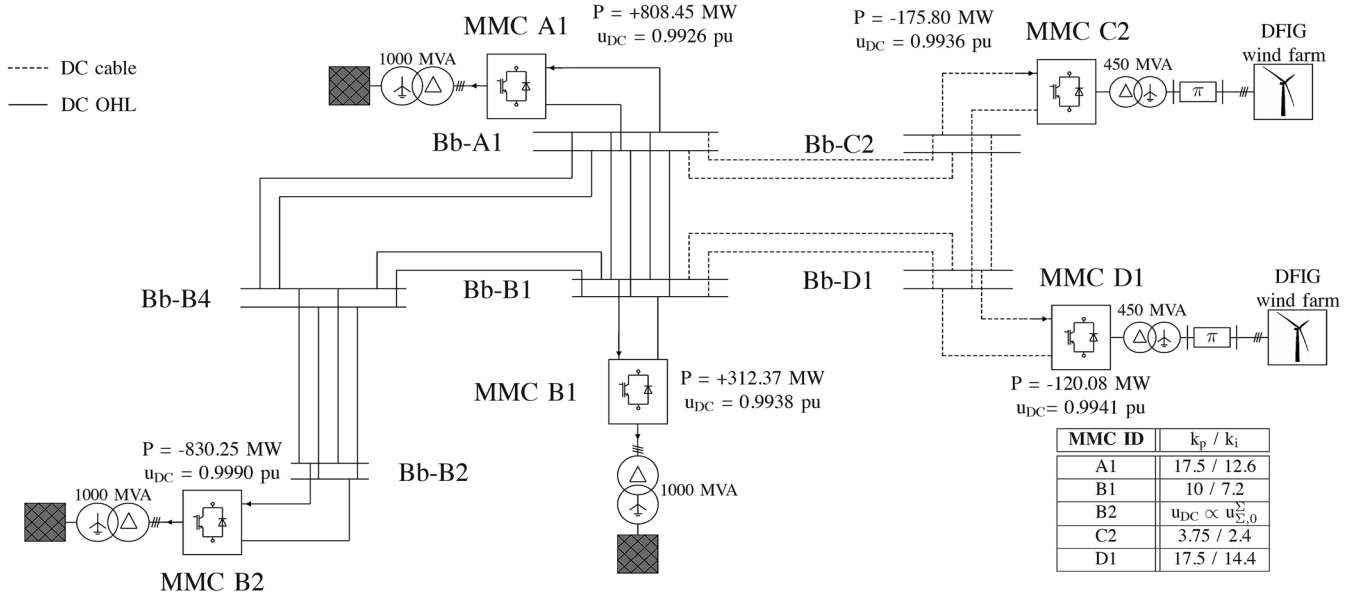 P = +808.45 MW
u_DC = 0.9926 pu
MMC A1
1000 MVA
DC cable
DC OHL
Bb-A1
P = -175.80 MW
u_DC = 0.9936 pu
MMC C2
450 MVA
π
DFIG
wind farm
Bb-C2
Bb-B4
Bb-B1
Bb-D1
MMC D1
450 MVA
π
DFIG
wind farm
P = -120.08 MW
u_DC= 0.9941 pu
MMC B1
P = +312.37 MW
u_DC = 0.9938 pu
1000 MVA
P = -830.25 MW
u_DC = 0.9990 pu
Bb-B2
1000 MVA
MMC B2
MMC ID k_p / k_i
A1 17.5 / 12.6
B1 10 / 7.2
B2 u_DC ∝ u^Σ_Σ,0
C2 3.75 / 2.4
D1 17.5 / 14.4